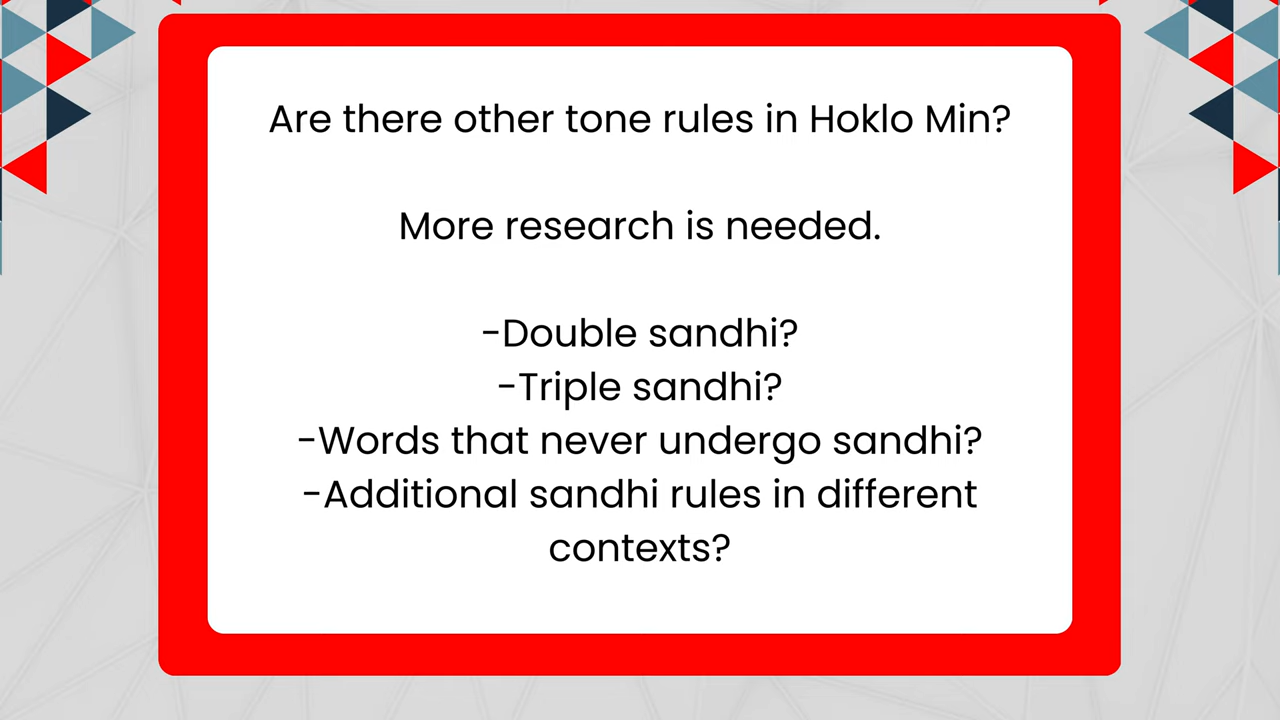 Are there other tone rules in Hoklo Min?
More research is needed.
-Double sandhi?
-Triple sandhi?
-Words that never undergo sandhi?
-Additional sandhi rules in different
contexts?